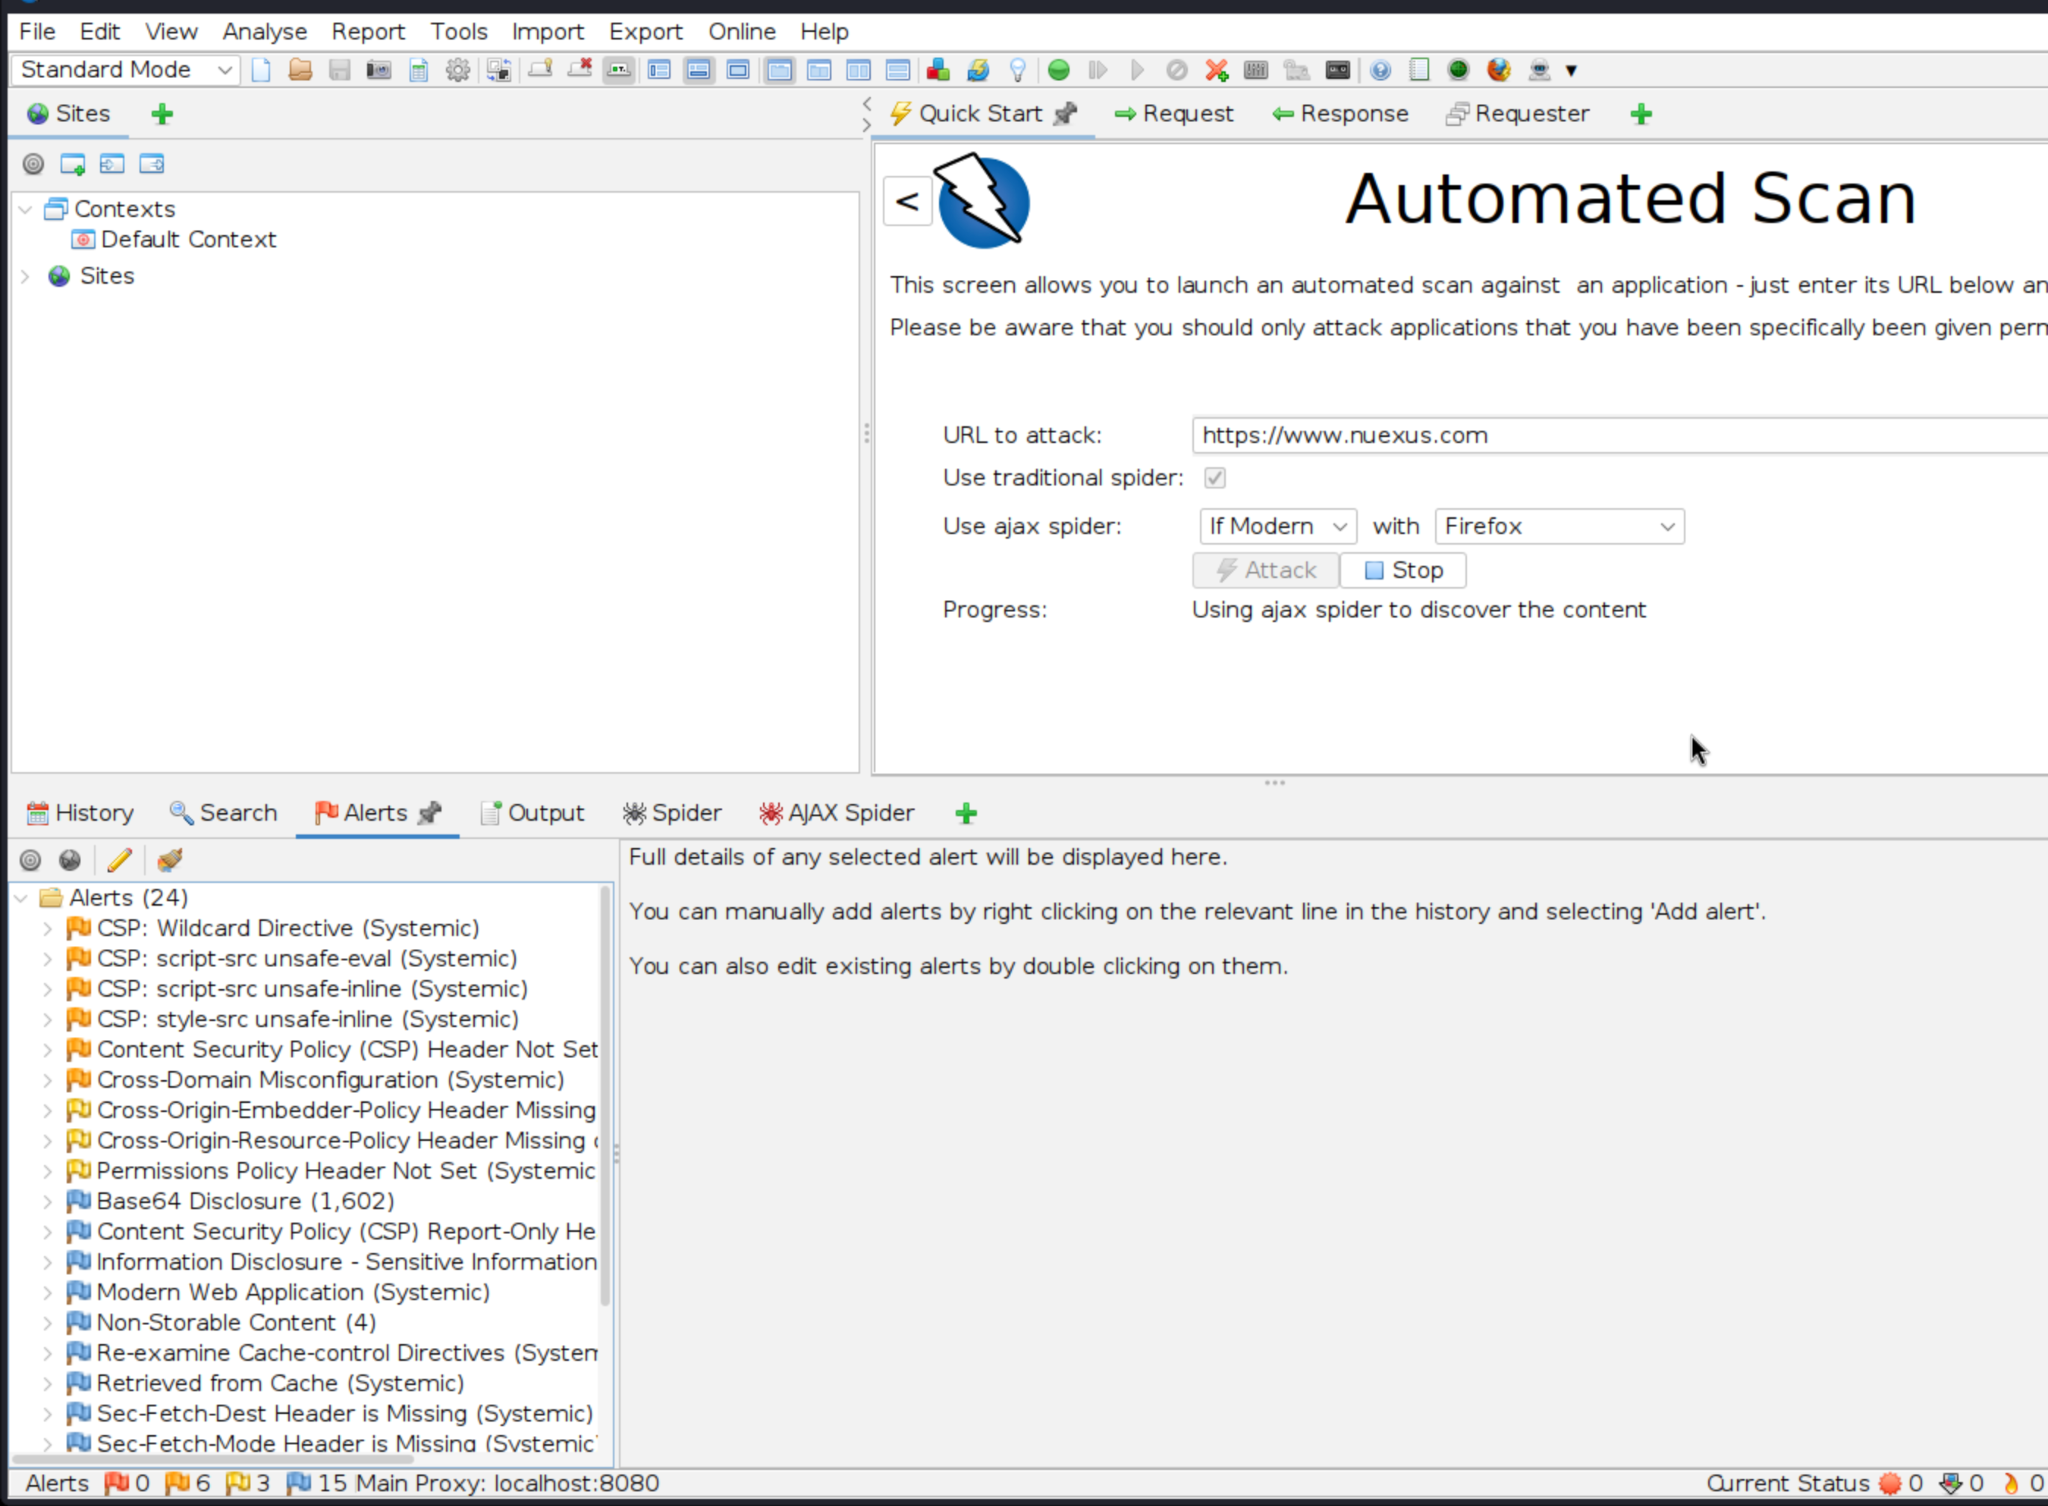 File Edit View Analyse Report Tools Import Export Online Help
Standard Mode
Sites
Quick Start Request Response Requester
Contexts
Default Context
Sites
<
Automated Scan
This screen allows you to launch an automated scan against an application - just enter its URL below an
Please be aware that you should only attack applications that you have been specifically been given perm
URL to attack: https://www.nuexus.com
Use traditional spider:
Use ajax spider: If Modern with Firefox
Attack Stop
Progress: Using ajax spider to discover the content
History Search Alerts Output Spider AJAX Spider
Alerts (24)
CSP: Wildcard Directive (Systemic)
CSP: script-src unsafe-eval (Systemic)
CSP: script-src unsafe-inline (Systemic)
CSP: style-src unsafe-inline (Systemic)
Content Security Policy (CSP) Header Not Set
Cross-Domain Misconfiguration (Systemic)
Cross-Origin-Embedder-Policy Header Missing
Cross-Origin-Resource-Policy Header Missing
Permissions Policy Header Not Set (Systemic
Base64 Disclosure (1,602)
Content Security Policy (CSP) Report-Only He
Information Disclosure - Sensitive Information
Modern Web Application (Systemic)
Non-Storable Content (4)
Re-examine Cache-control Directives (System
Retrieved from Cache (Systemic)
Sec-Fetch-Dest Header is Missing (Systemic)
Sec-Fetch-Mode Header is Missing (Systemic
Full details of any selected alert will be displayed here.
You can manually add alerts by right clicking on the relevant line in the history and selecting 'Add alert'.
You can also edit existing alerts by double clicking on them.
Alerts 0 6 3 15 Main Proxy: localhost:8080
Current Status 0 0 0